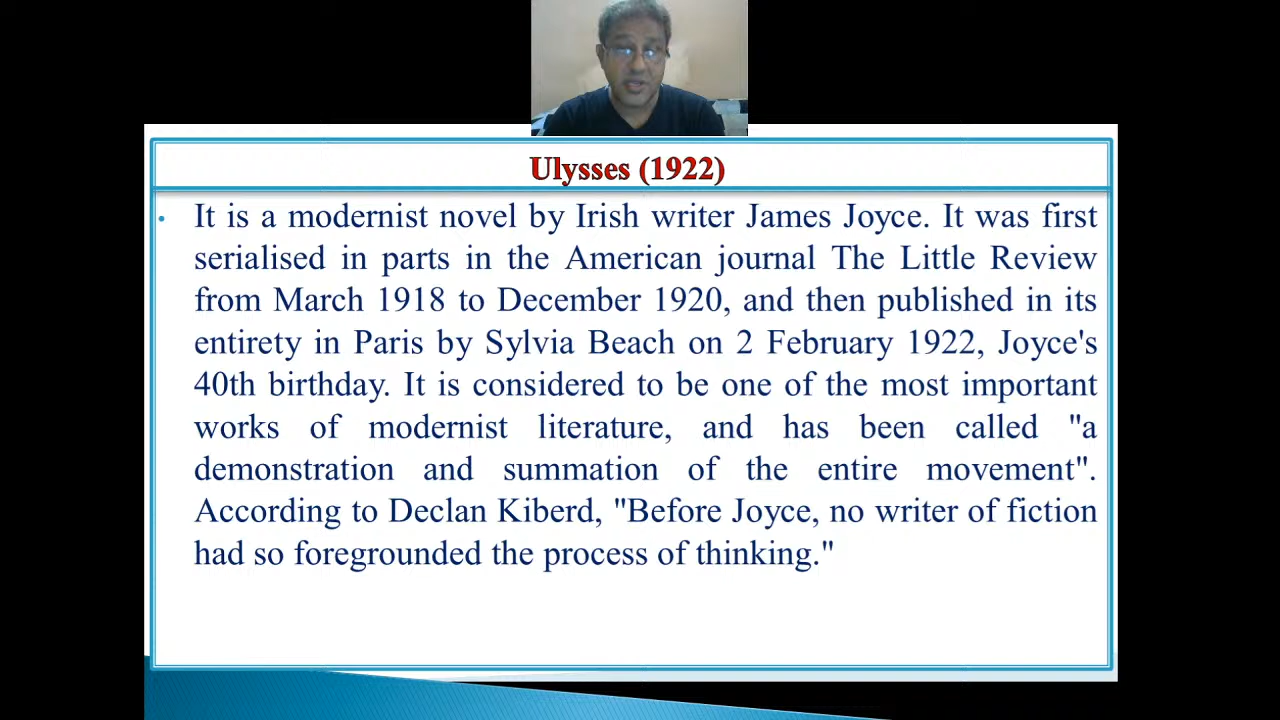 Ulysses (1922)
• It is a modernist novel by Irish writer James Joyce. It was first
serialised in parts in the American journal The Little Review
from March 1918 to December 1920, and then published in its
entirety in Paris by Sylvia Beach on 2 February 1922, Joyce's
40th birthday. It is considered to be one of the most important
works of modernist literature, and has been called "a
demonstration and summation of the entire movement".
According to Declan Kiberd, "Before Joyce, no writer of fiction
had so foregrounded the process of thinking."